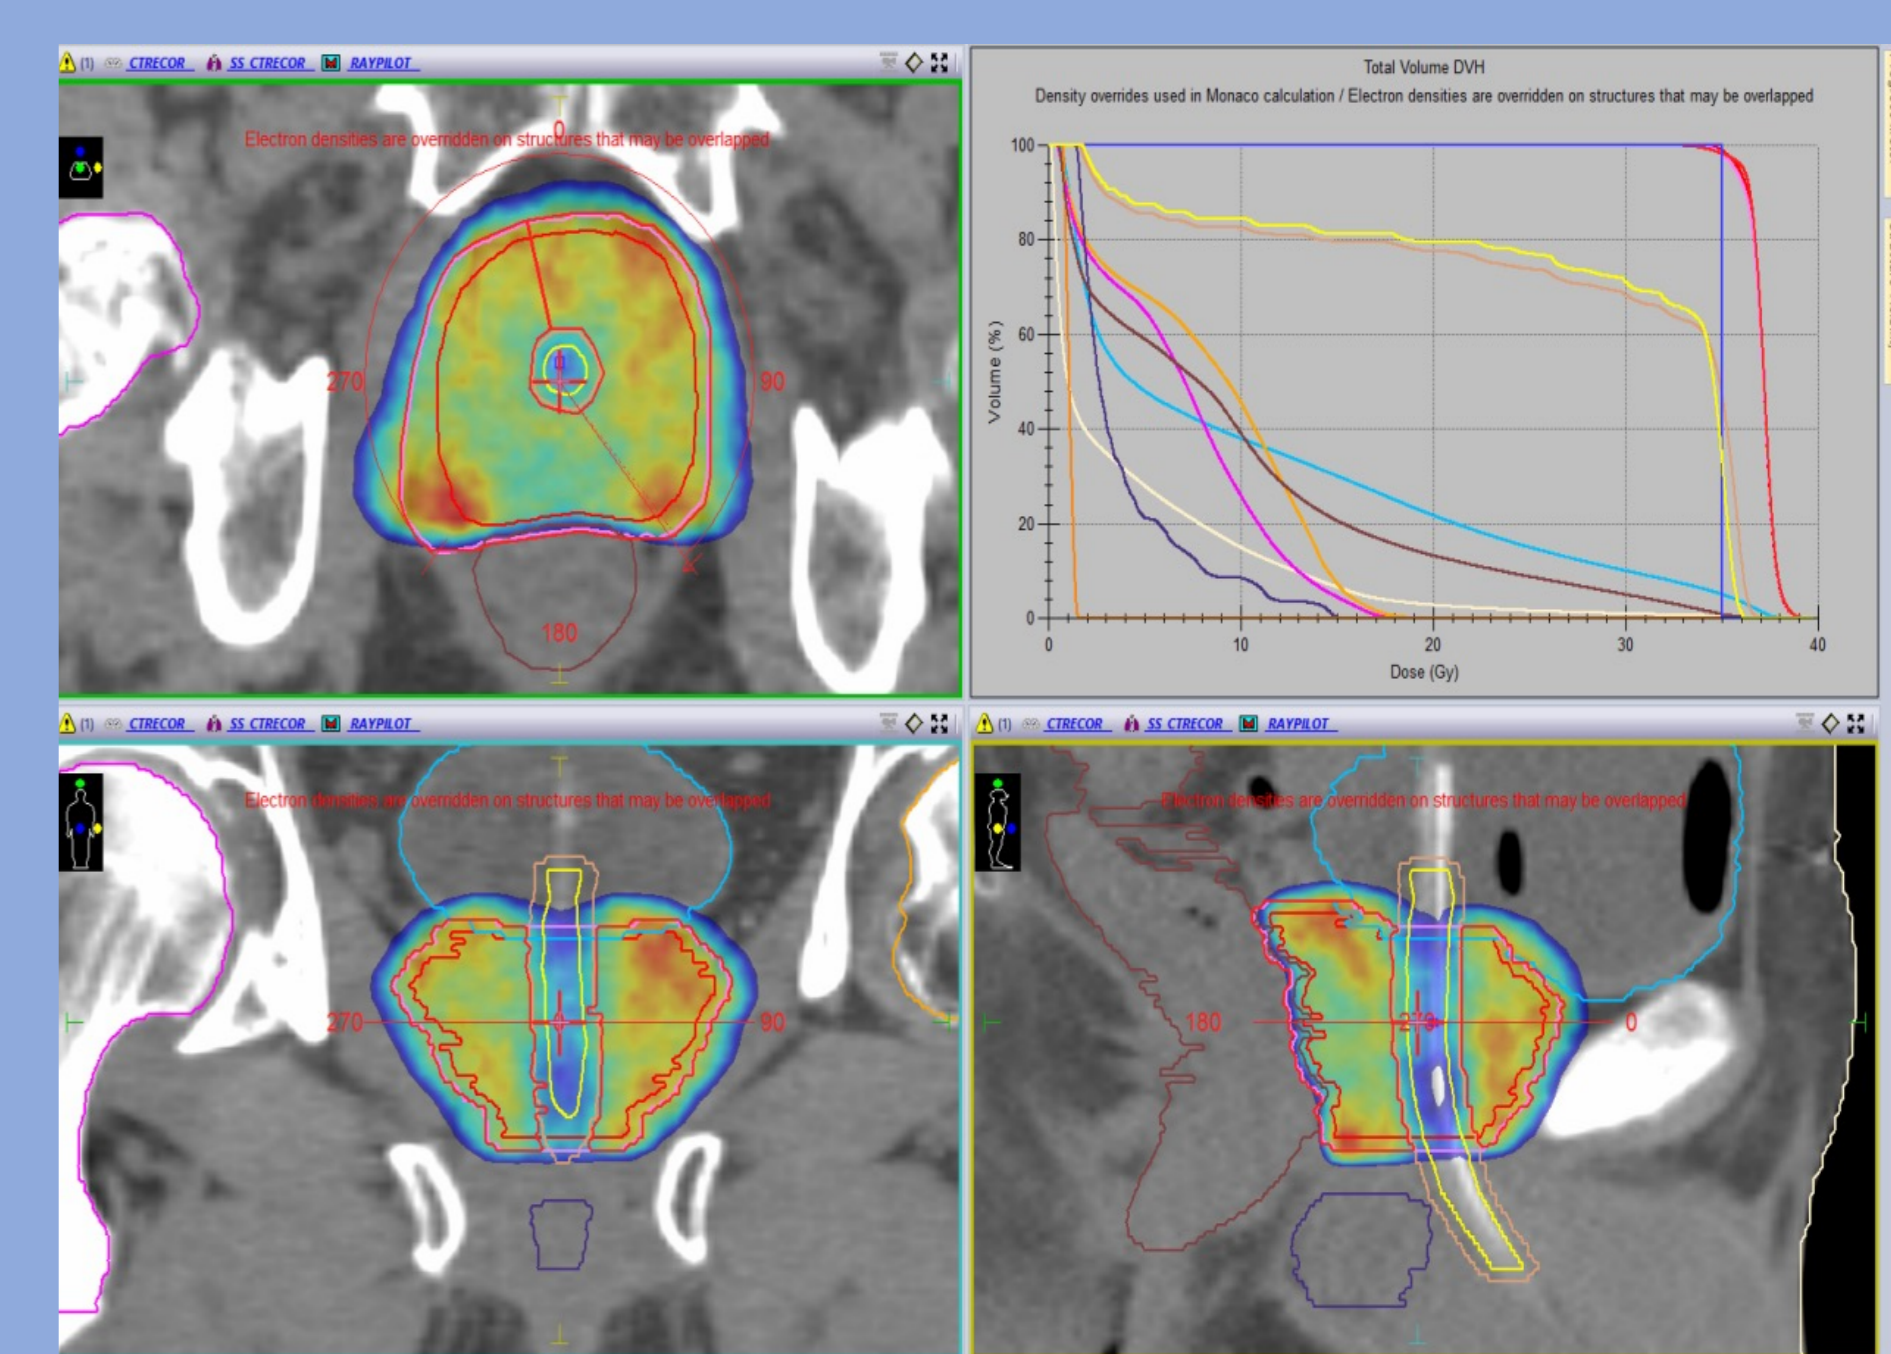 (1) CTRECOR SS CTRECOR RAYPILOT
Electron densities are overridden on structures that may be overlapped
0
270
90
180
Total Volume DVH
Density overrides used in Monaco calculation / Electron densities are overridden on structures that may be overlapped
Volume (%)
100
80
60
40
20
0
0 10 20 30 40
Dose (Gy)
(1) CTRECOR SS CTRECOR RAYPILOT
Electron densities are overridden on structures that may be overlapped
270
90
(1) CTRECOR SS CTRECOR RAYPILOT
Electron densities are overridden on structures that may be overlapped
180
270
0